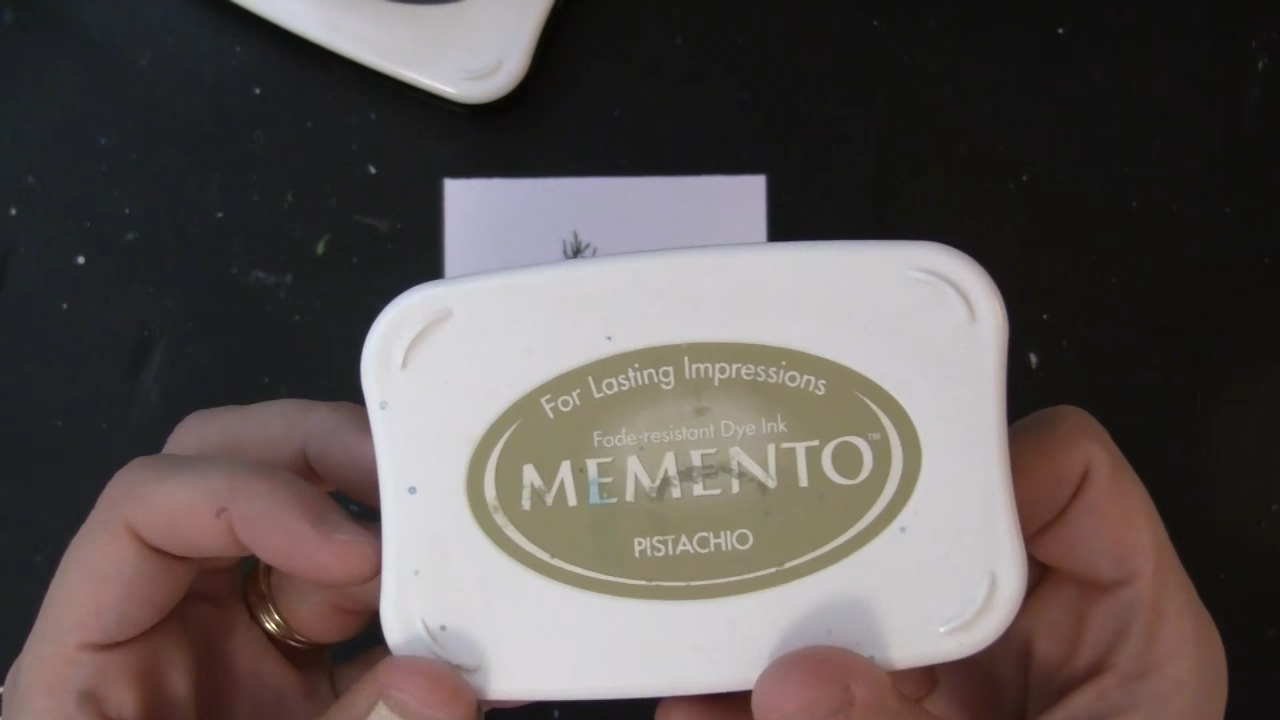 For Lasting Impressions
Fade-resistant Dye Ink
MEMENTO™
PISTACHIO